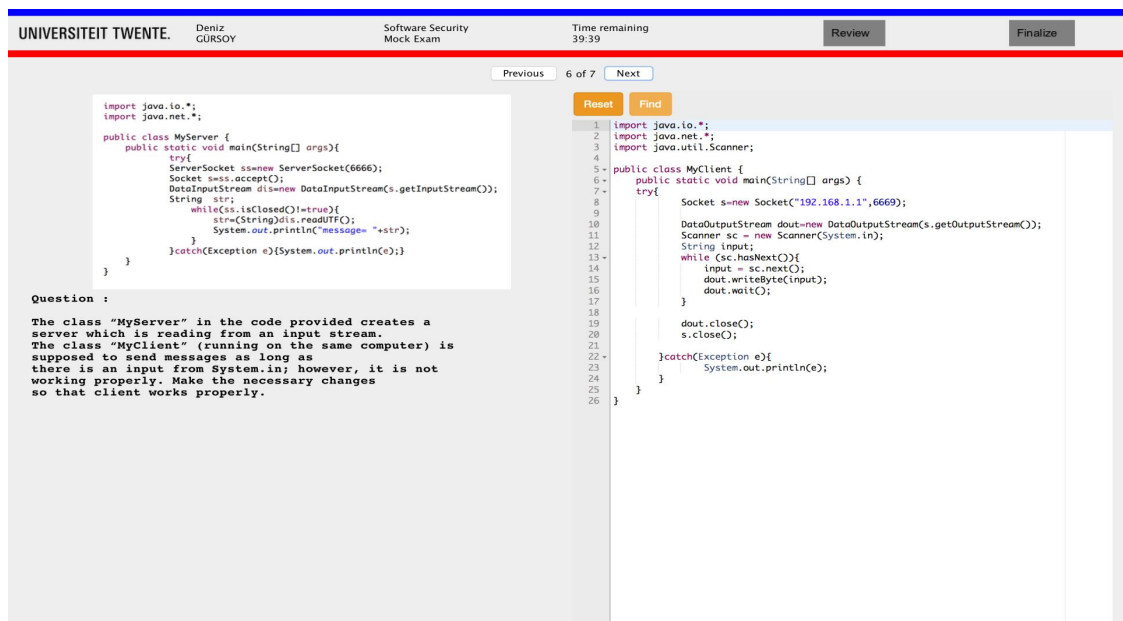 UNIVERSITEIT TWENTE.
Deniz
GÜRSOY
Software Security
Mock Exam
Time remaining
39:39
Review
Finalize
Previous 6 of 7 Next
import java.io.*;
import java.net.*;
public class MyServer {
public static void main(String[] args){
try{
ServerSocket ss=new ServerSocket(6666);
Socket s=ss.accept();
DataInputStream dis=new DataInputStream(s.getInputStream());
String str;
while(ss.isClosed()!=true){
str=(String)dis.readUTF();
System.out.println("message= "+str);
}
}catch(Exception e){System.out.println(e);}
}
}
Question :
The class “MyServer” in the code provided creates a
server which is reading from an input stream.
The class “MyClient” (running on the same computer) is
supposed to send messages as long as
there is an input from System.in; however, it is not
working properly. Make the necessary changes
so that client works properly.
Reset Find
1 import java.io.*;
2 import java.net.*;
3 import java.util.Scanner;
4
5 public class MyClient {
6 public static void main(String[] args) {
7 try{
8 Socket s=new Socket("192.168.1.1",6669);
9
10 DataOutputStream dout=new DataOutputStream(s.getOutputStream());
11 Scanner sc = new Scanner(System.in);
12 String input;
13 while (sc.hasNext()){
14 input = sc.next();
15 dout.writeByte(input);
16 dout.wait();
17 }
18
19 dout.close();
20 s.close();
21
22 }catch(Exception e){
23 System.out.println(e);
24 }
25 }
26 }